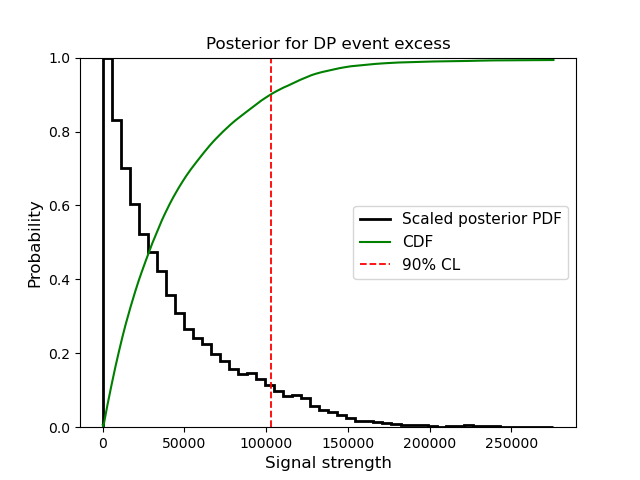 Posterior for DP event excess
1.0
0.8
0.6
0.4
0.2
0.0
Probability
Scaled posterior PDF
CDF
90% CL
0 50000 100000 150000 200000 250000
Signal strength